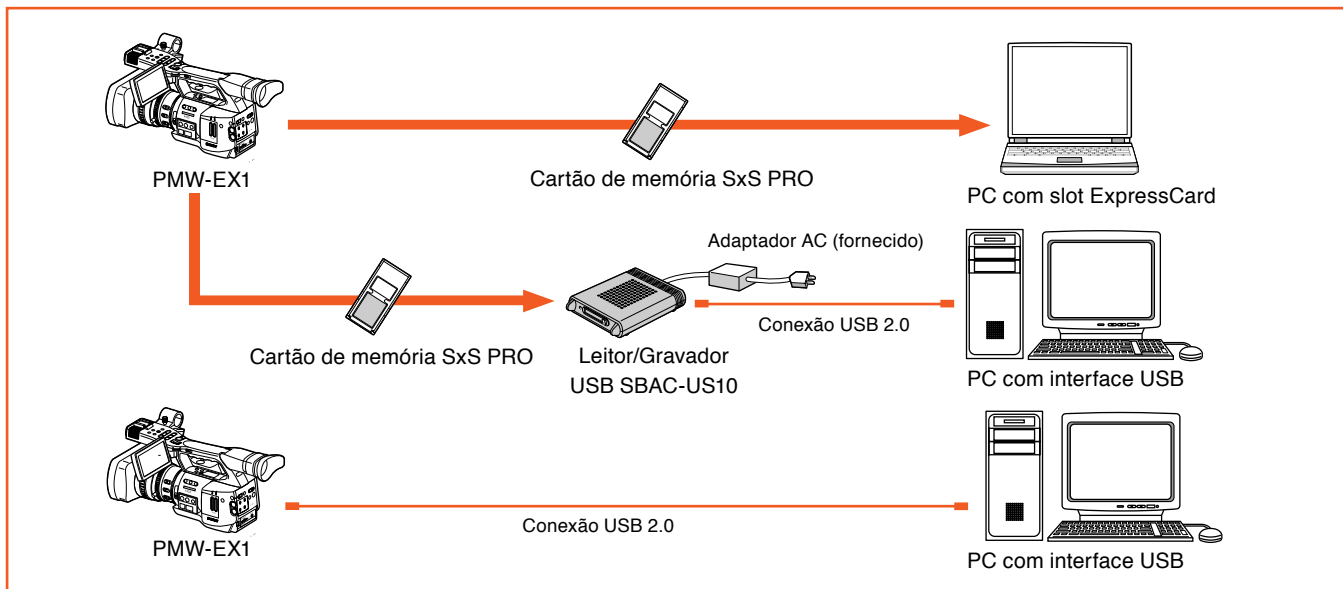 PMW-EX1
Cartão de memória SxS PRO
PC com slot ExpressCard
Adaptador AC (fornecido)
Cartão de memória SxS PRO
Leitor/Gravador
USB SBAC-US10
Conexão USB 2.0
PC com interface USB
PMW-EX1
Conexão USB 2.0
PC com interface USB